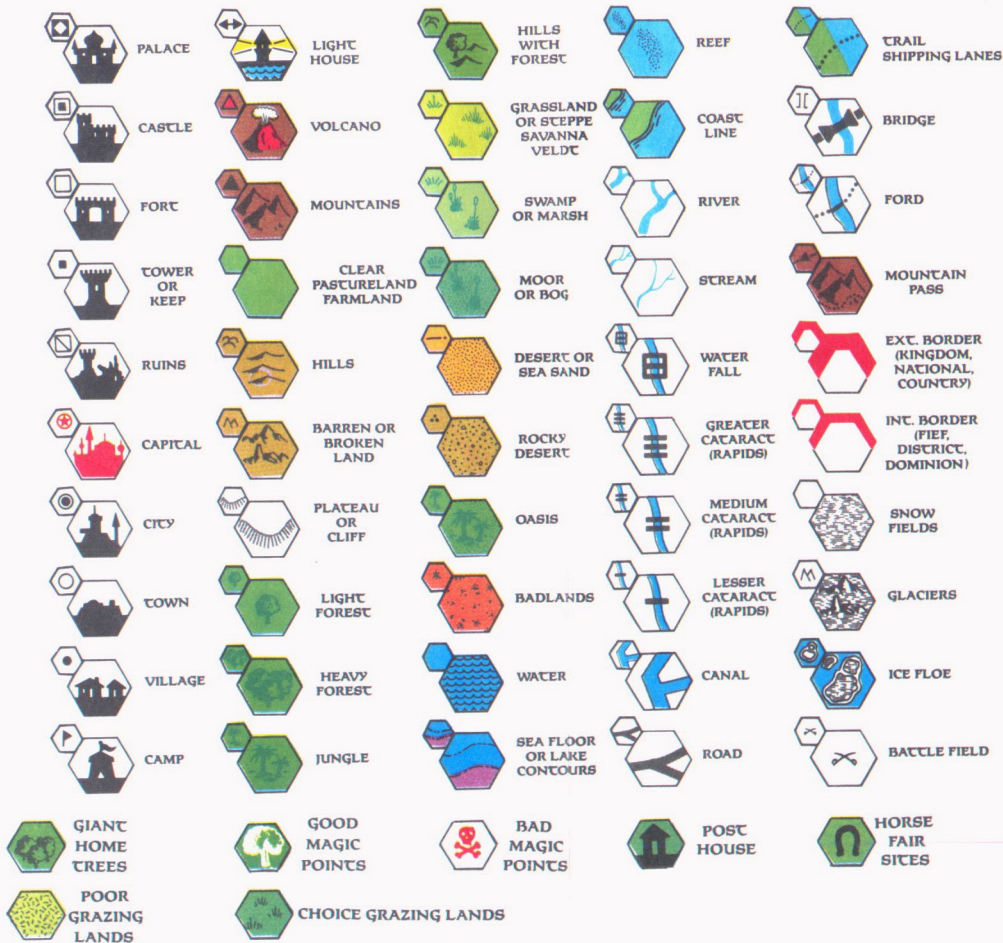 PALACE
LIGHT
HOUSE
HILLS
WITH
FOREST
REEF
TRAIL
SHIPPING LANES
CASTLE
VOLCANO
GRASSLAND
OR STEPPE
SAVANNA
VELDT
COAST
LINE
BRIDGE
FORT
MOUNTAINS
SWAMP
OR MARSH
RIVER
FORD
TOWER
OR
KEEP
CLEAR
PASTURELAND
FARMLAND
MOOR
OR BOG
STREAM
MOUNTAIN
PASS
RUINS
HILLS
DESERT OR
SEA SAND
WATER
FALL
EXT. BORDER
(KINGDOM,
NATIONAL,
COUNTRY)
CAPITAL
BARREN OR
BROKEN
LAND
ROCKY
DESERT
GREATER
CATARACT
(RAPIDS)
INT. BORDER
(FIEF,
DISTRICT,
DOMINION)
CITY
PLATEAU
OR
CLIFF
OASIS
MEDIUM
CATARACT
(RAPIDS)
SNOW
FIELDS
TOWN
LIGHT
FOREST
BADLANDS
LESSER
CATARACT
(RAPIDS)
GLACIERS
VILLAGE
HEAVY
FOREST
WATER
CANAL
ICE FLOE
CAMP
JUNGLE
SEA FLOOR
OR LAKE
CONTOURS
ROAD
BATTLE FIELD
GIANT
HOME
TREES
GOOD
MAGIC
POINTS
BAD
MAGIC
POINTS
POST
HOUSE
HORSE
FAIR
SITES
POOR
GRAZING
LANDS
CHOICE GRAZING LANDS